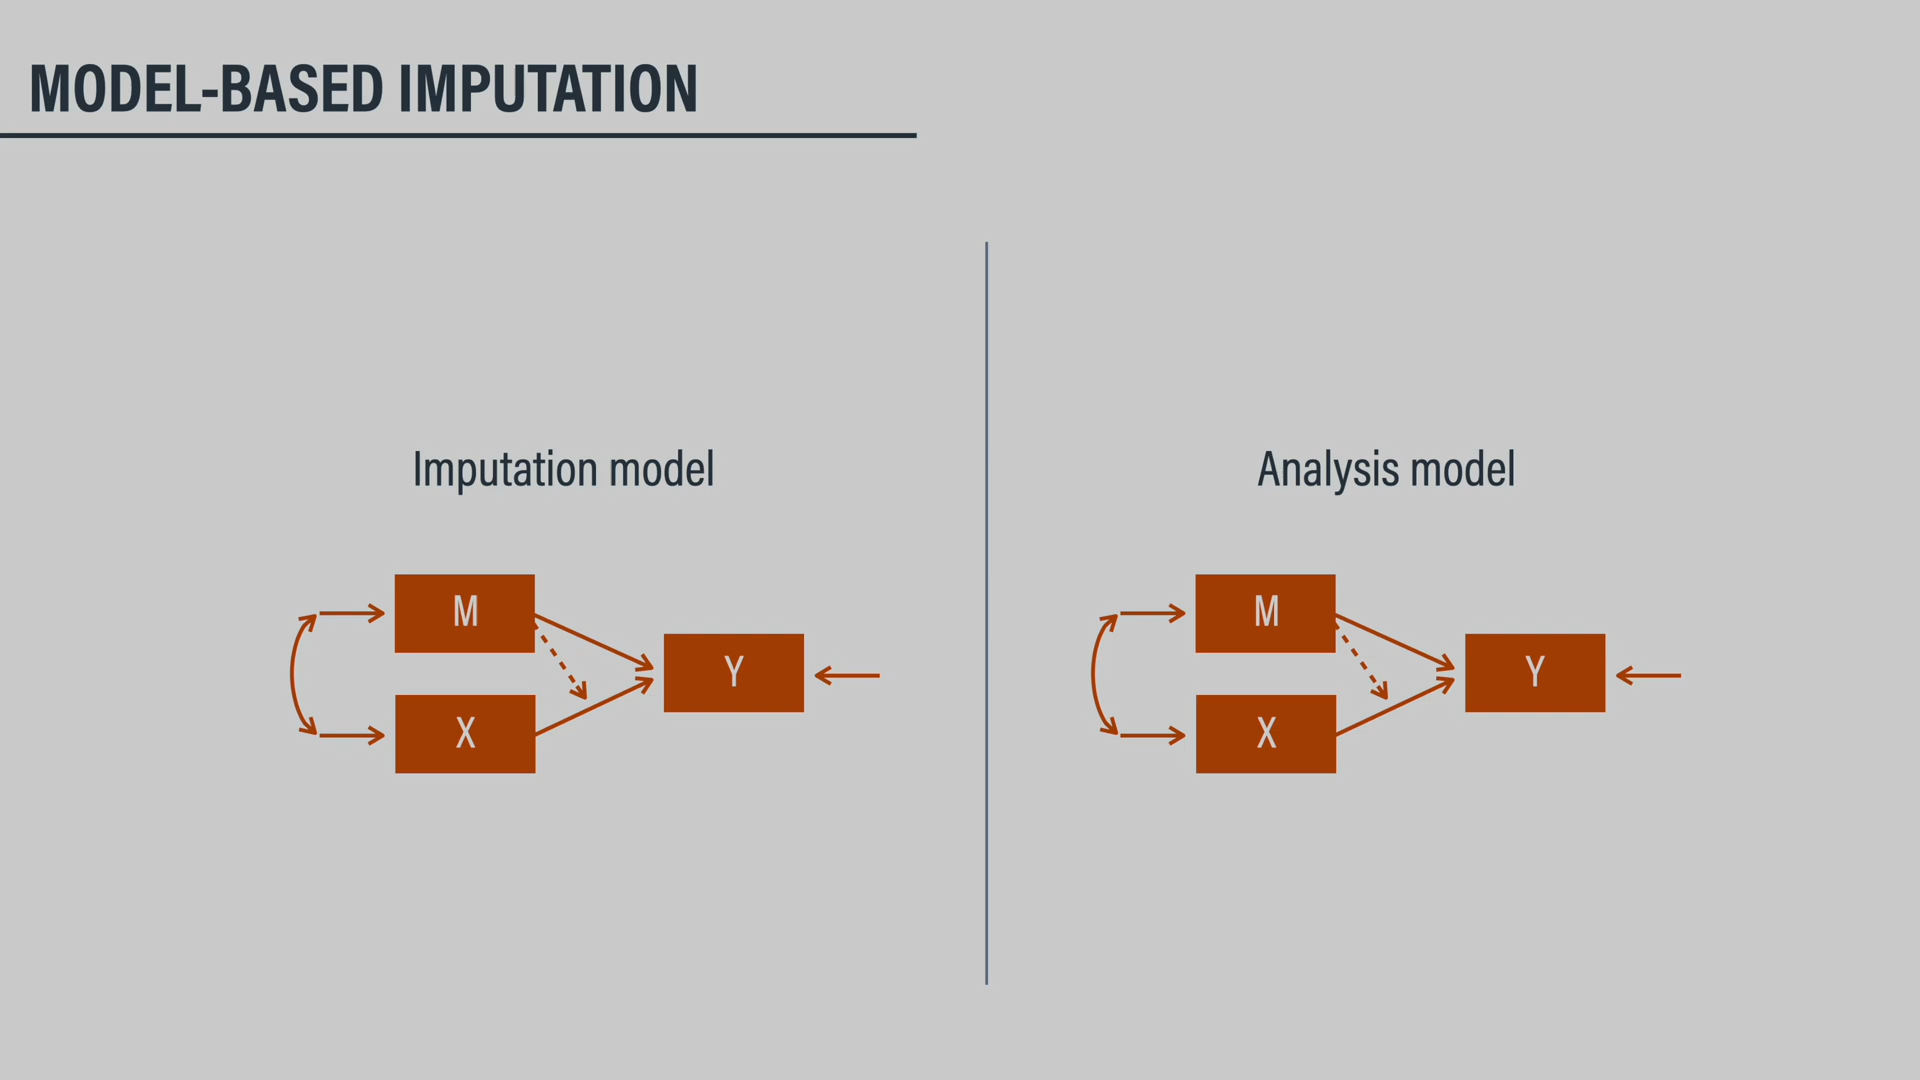 MODEL-BASED IMPUTATION
Imputation model
M
X
Y
Analysis model
M
X
Y